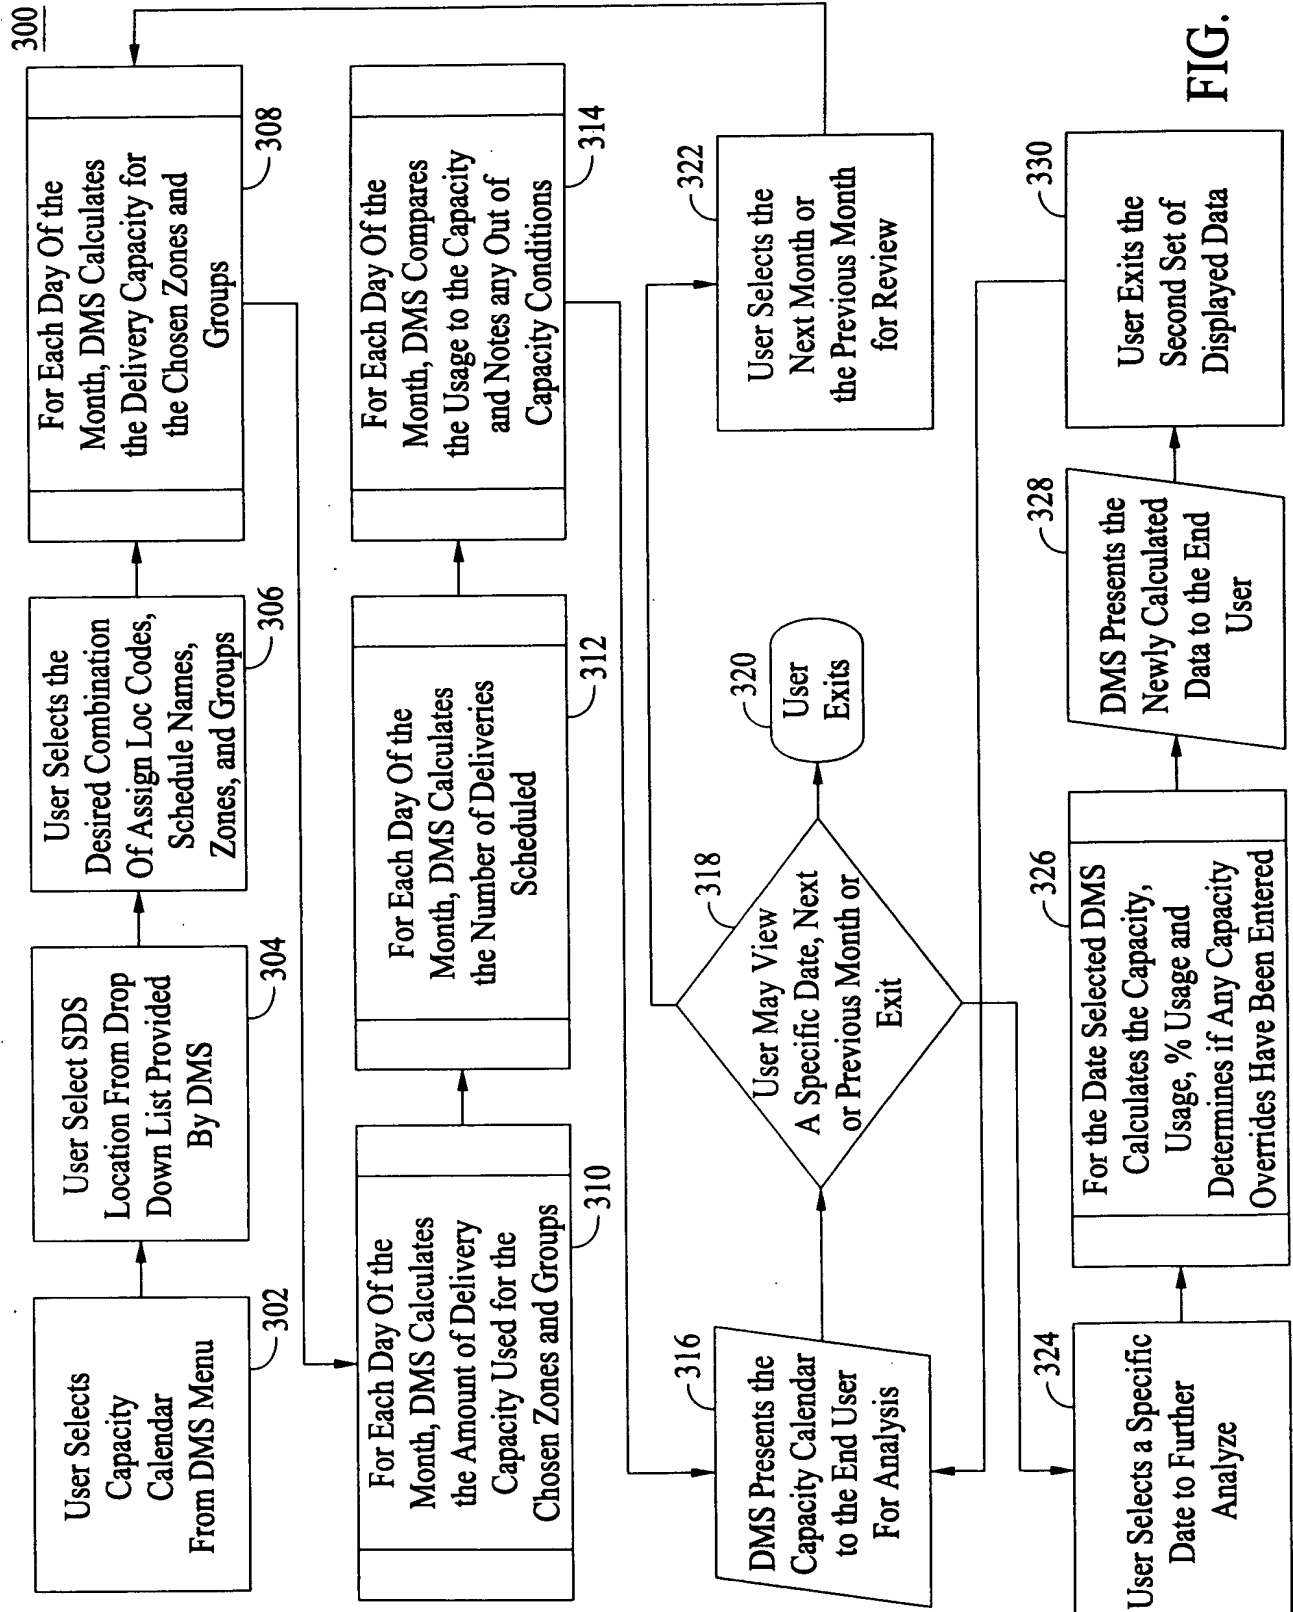 300
User Selects
Capacity
Calendar
From DMS Menu
302
User Select SDS
Location From Drop
Down List Provided
By DMS
304
User Selects the
Desired Combination
Of Assign Loc Codes,
Schedule Names,
Zones, and Groups
306
For Each Day Of the
Month, DMS Calculates
the Delivery Capacity for
the Chosen Zones and
Groups
308
For Each Day Of the
Month, DMS Calculates
the Amount of Delivery
Capacity Used for the
Chosen Zones and Groups
310
For Each Day Of the
Month, DMS Calculates
the Number of Deliveries
Scheduled
312
For Each Day Of the
Month, DMS Compares
the Usage to the Capacity
and Notes any Out of
Capacity Conditions
314
DMS Presents the
Capacity Calendar
to the End User
For Analysis
316
User May View
A Specific Date, Next
or Previous Month or
Exit
318
User
Exits
320
User Selects the
Next Month or
the Previous Month
for Review
322
User Selects a Specific
Date to Further
Analyze
324
For the Date Selected DMS
Calculates the Capacity,
Usage, % Usage and
Determines if Any Capacity
Overrides Have Been Entered
326
DMS Presents the
Newly Calculated
Data to the End
User
328
User Exits the
Second Set of
Displayed Data
330
FIG.